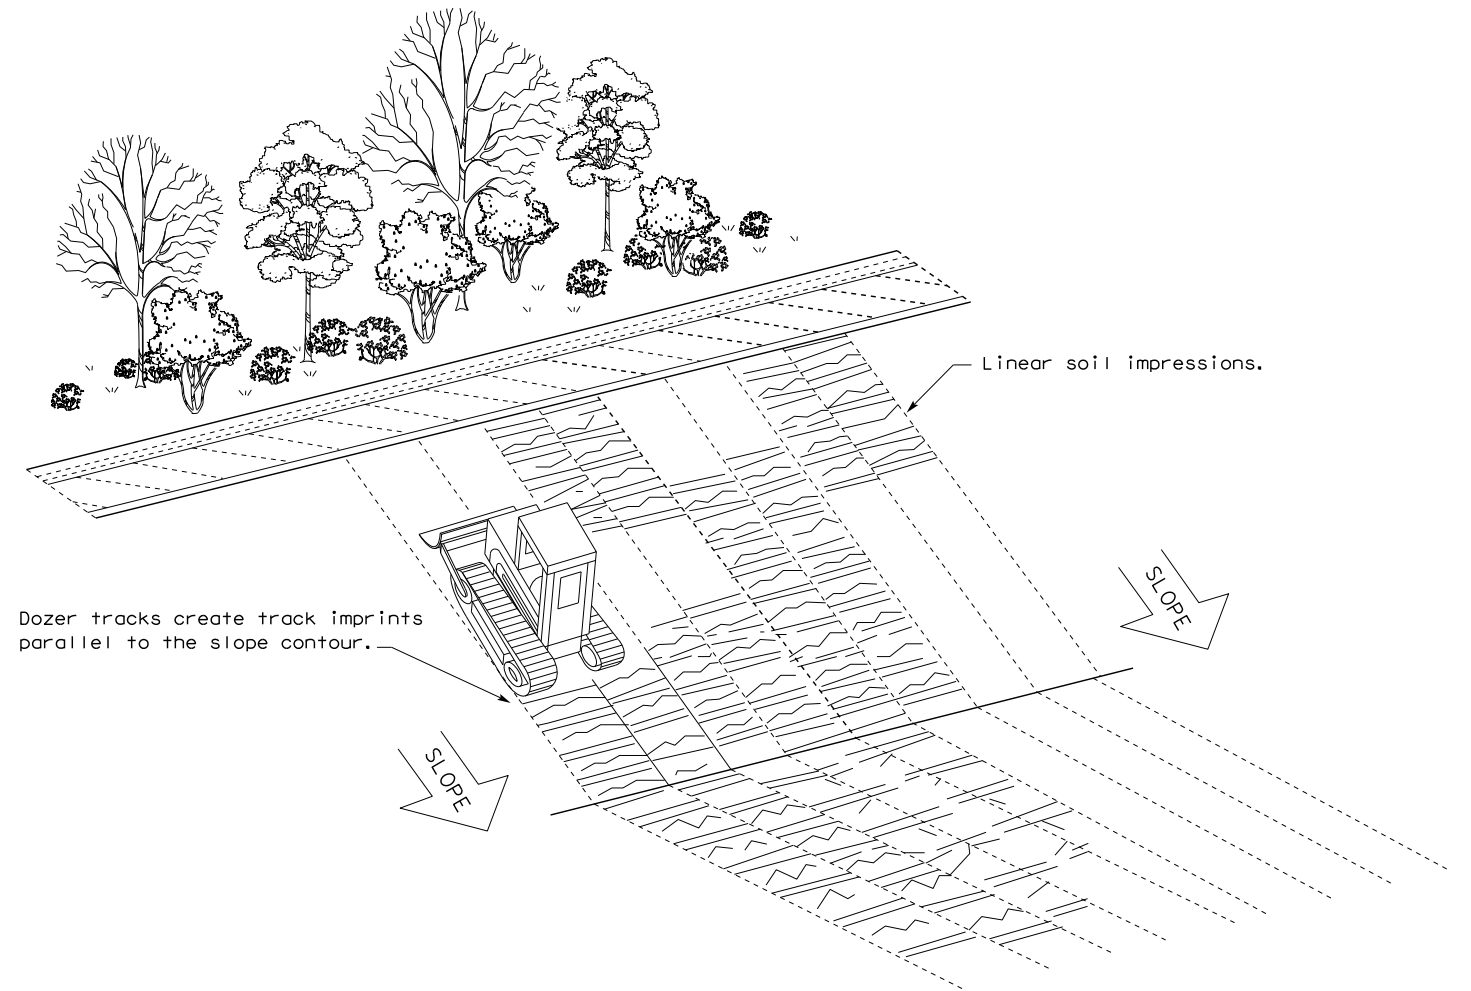 Linear soil impressions.
SLOPE
Dozer tracks create track imprints
parallel to the slope contour.
SLOPE